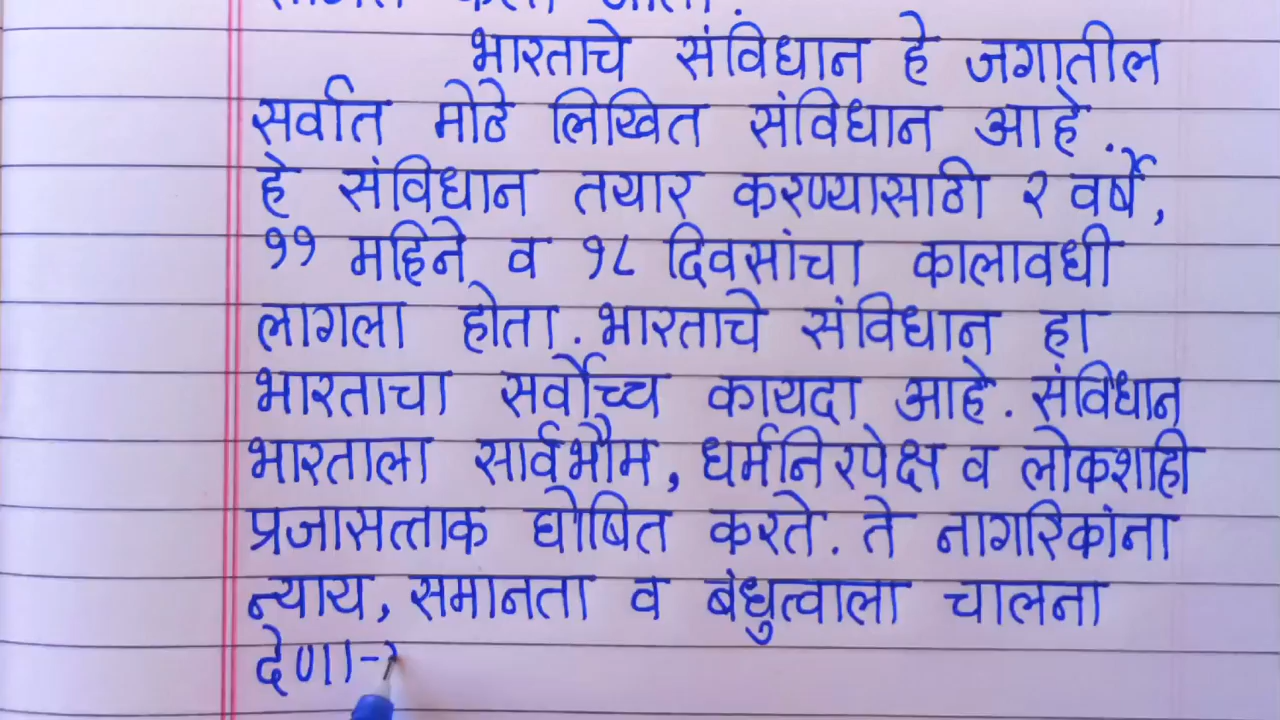 भारताचे संविधान हे जगातील
सर्वात मोठे लिखित संविधान आहे.
हे संविधान तयार करण्यासाठी २ वर्षे,
११ महिने व १८ दिवसांचा कालावधी
लागला होता. भारताचे संविधान हा
भारताचा सर्वोच्च कायदा आहे. संविधान
भारताला सार्वभौम, धर्मनिरपेक्ष व लोकशाही
प्रजासत्ताक घोषित करते. ते नागरिकांना
न्याय, समानता व बंधुत्वाला चालना